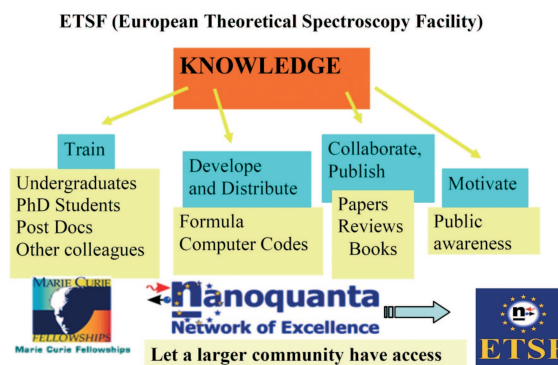 ETSF (European Theoretical Spectroscopy Facility)
KNOWLEDGE
Train
Undergraduates
PhD Students
Post Docs
Other colleagues
Develope
and Distribute
Formula
Computer Codes
Collaborate,
Publish
Papers
Reviews
Books
Motivate
Public
awareness
MARIE CURIE
FELLOWSHIPS
Marie Curie Fellowships
nanoquanta
Network of Excellence
Let a larger community have access
n
ETSF